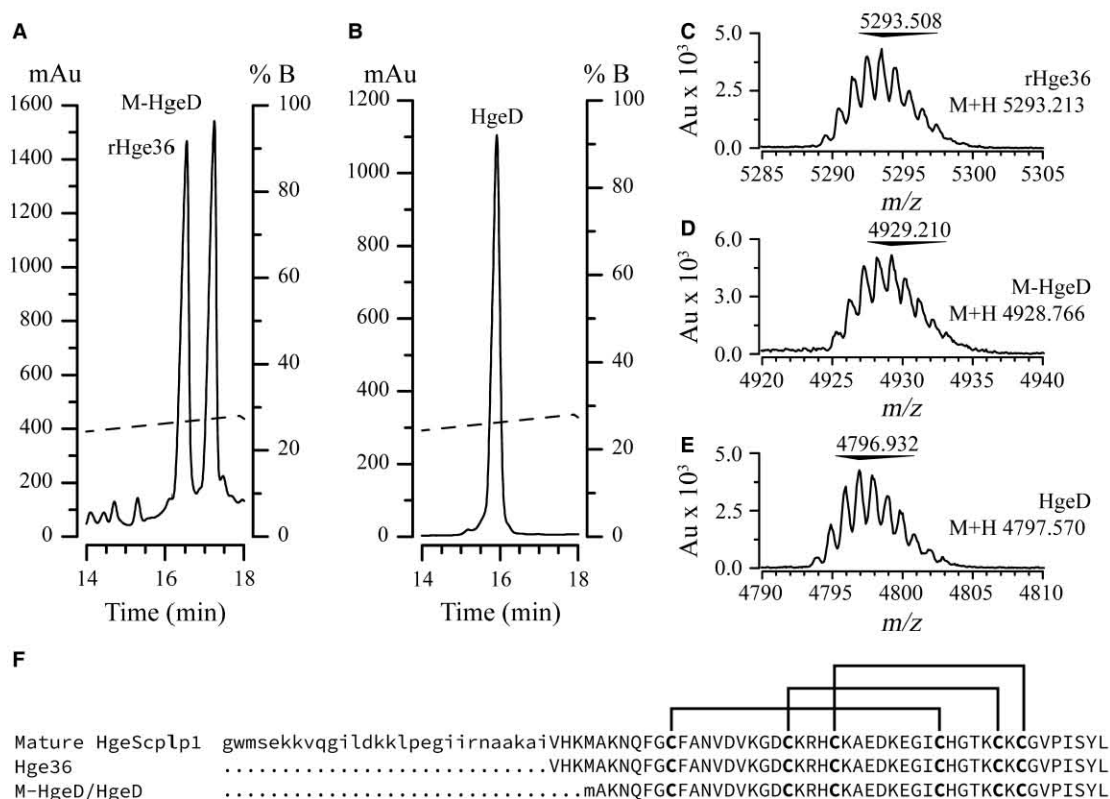 A
mAu
% B
M-HgeD
rHge36
1600
1400
1200
1000
800
600
400
200
0
100
80
60
40
20
0
14
16
18
Time (min)
B
% B
1200
1000
800
600
400
200
0
HgeD
100
80
60
40
20
0
14
16
18
Time (min)
C
5293.508
rHge36
M+H 5293.213
Au x 10³
5.0
2.5
0.0
5285
5290
5295
5300
5305
m/z
D
4929.210
M-HgeD
M+H 4928.766
Au x 10³
6.0
3.0
0.0
4920
4925
4930
4935
4940
m/z
E
4796.932
HgeD
M+H 4797.570
Au x 10³
5.0
2.5
0.0
4790
4795
4800
4805
4810
m/z
F
Mature HgeScplp1 gwmsekkvqgildkklpegiirnaakaiVHKMAKNQFGCFANVDVKGDCKRHCKAEDKEGICHGTKCKCGVPISYL
Hge36 ............................VHKMAKNQFGCFANVDVKGDCKRHCKAEDKEGICHGTKCKCGVPISYL
M-HgeD/HgeD ...............................mAKNQFGCFANVDVKGDCKRHCKAEDKEGICHGTKCKCGVPISYL